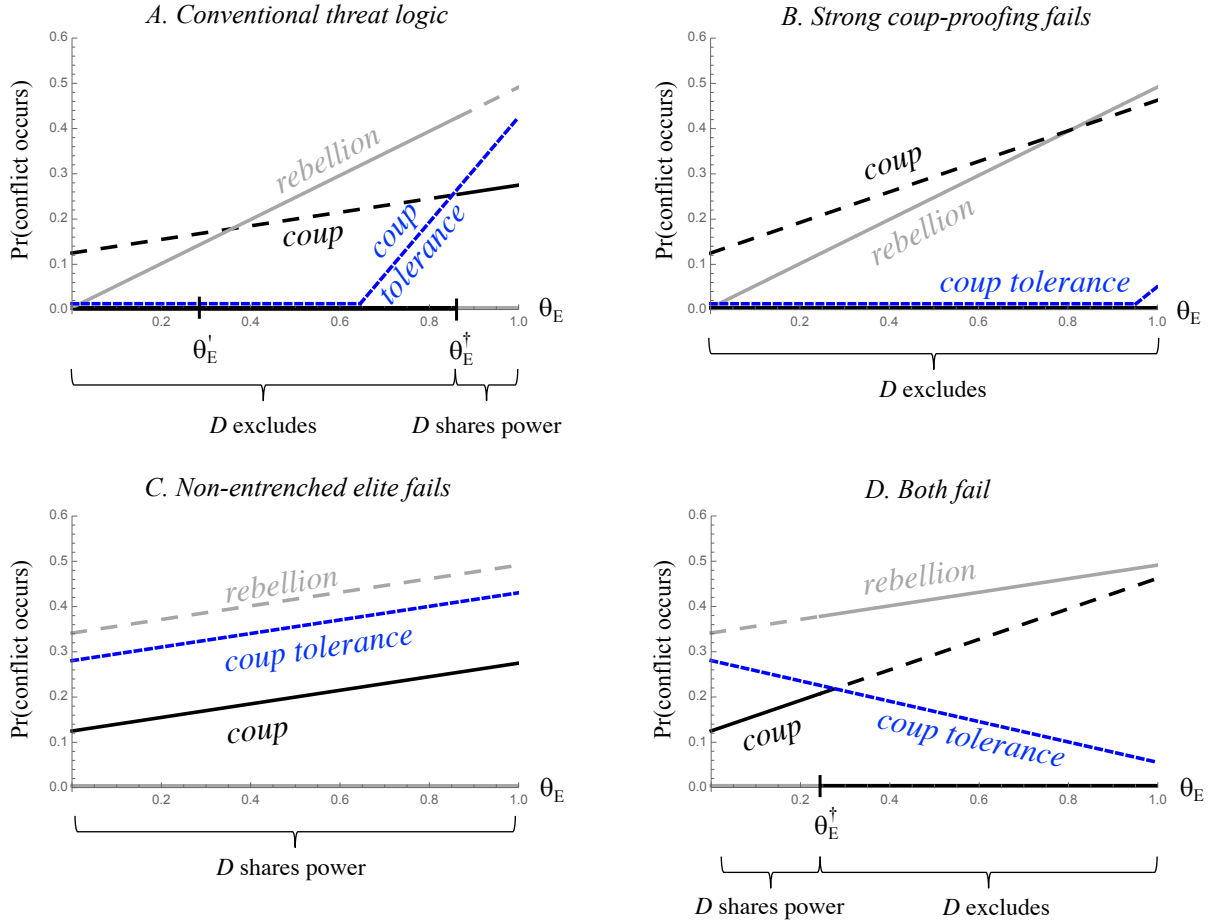 A. Conventional threat logic
Pr(conflict occurs)
0.6
0.5
0.4
0.3
0.2
0.1
0.0
rebellion
coup
coup
tolerance
0.2
0.4
0.6
0.8
1.0
θE
θE'
θE†
D excludes
D shares power
B. Strong coup-proofing fails
Pr(conflict occurs)
0.6
0.5
0.4
0.3
0.2
0.1
0.0
coup
rebellion
coup tolerance
0.2
0.4
0.6
0.8
1.0
θE
D excludes
C. Non-entrenched elite fails
Pr(conflict occurs)
0.6
0.5
0.4
0.3
0.2
0.1
0.0
rebellion
coup tolerance
coup
0.2
0.4
0.6
0.8
1.0
θE
D shares power
D. Both fail
Pr(conflict occurs)
0.6
0.5
0.4
0.3
0.2
0.1
0.0
rebellion
coup
coup tolerance
0.2
0.4
0.6
0.8
1.0
θE
θE†
D shares power
D excludes